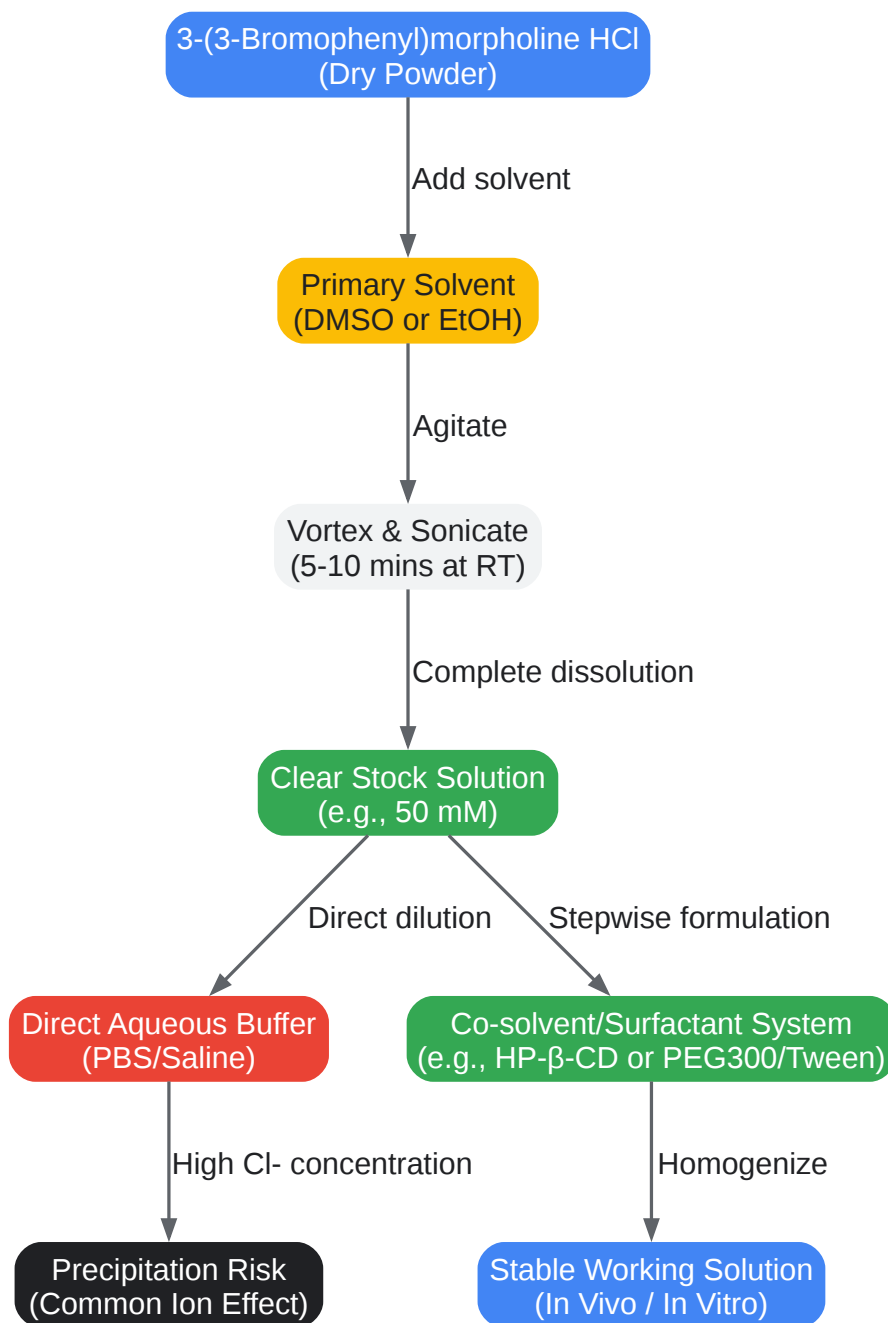 3-(3-Bromophenyl)morpholine HCl
(Dry Powder)
Add solvent
Primary Solvent
(DMSO or EtOH)
Agitate
Vortex & Sonicate
(5-10 mins at RT)
Complete dissolution
Clear Stock Solution
(e.g., 50 mM)
Direct dilution
Stepwise formulation
Direct Aqueous Buffer
(PBS/Saline)
Co-solvent/Surfactant System
(e.g., HP-β-CD or PEG300/Tween)
High Cl- concentration
Homogenize
Precipitation Risk
(Common Ion Effect)
Stable Working Solution
(In Vivo / In Vitro)